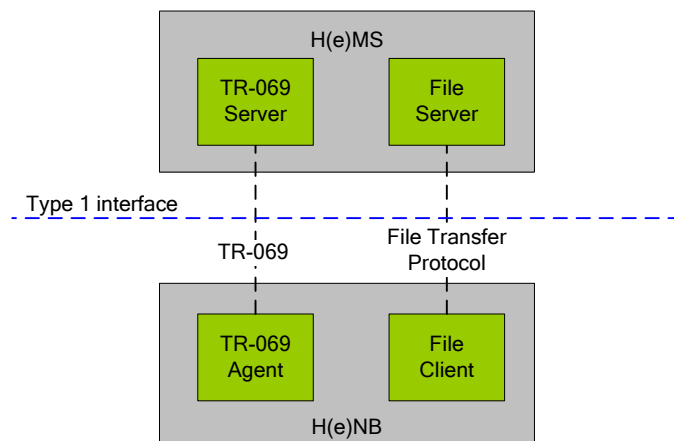 H(e)MS
TR-069
Server
File
Server
Type 1 interface
TR-069
File Transfer
Protocol
TR-069
Agent
File
Client
H(e)NB